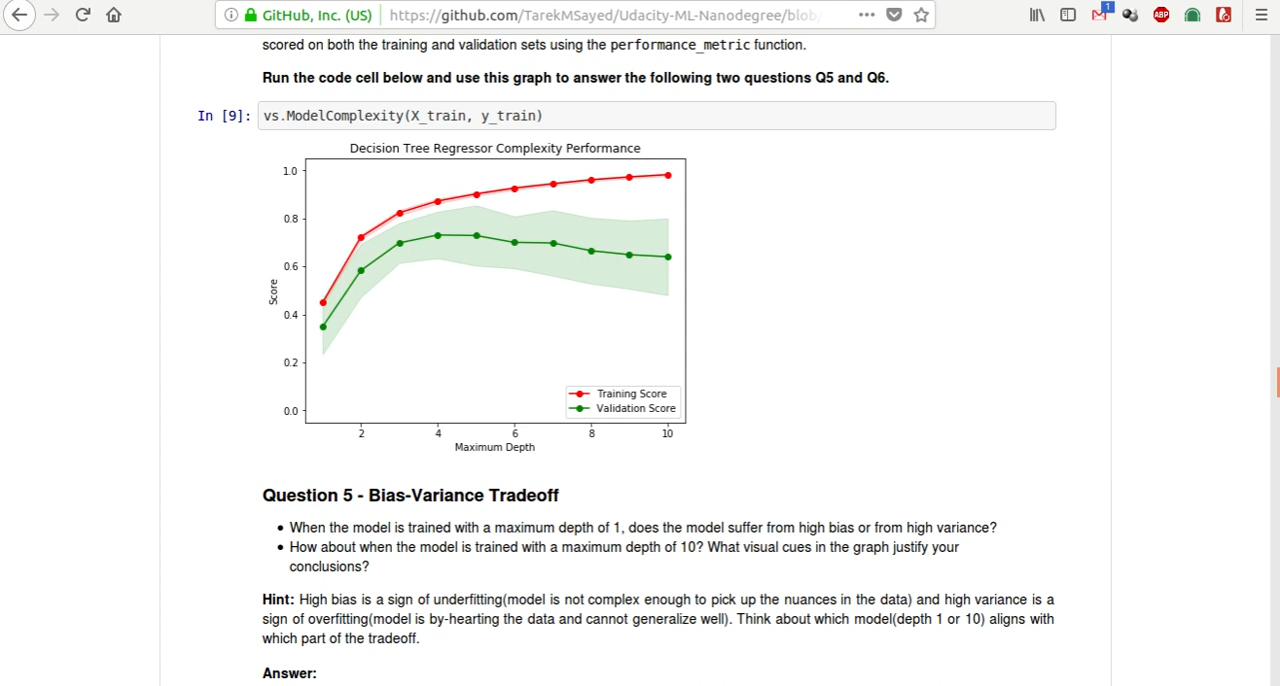 GitHub, Inc. (US) https://github.com/TarekMSayed/Udacity-ML-Nanodegree/blob/
1
ABP
scored on both the training and validation sets using the performance_metric function.
Run the code cell below and use this graph to answer the following two questions Q5 and Q6.
In [9]: vs.ModelComplexity(X_train, y_train)
Decision Tree Regressor Complexity Performance
1.0
0.8
0.6
0.4
0.2
0.0
Score
Training Score
Validation Score
2 4 6 8 10
Maximum Depth
Question 5 - Bias-Variance Tradeoff
• When the model is trained with a maximum depth of 1, does the model suffer from high bias or from high variance?
• How about when the model is trained with a maximum depth of 10? What visual cues in the graph justify your
conclusions?
Hint: High bias is a sign of underfitting(model is not complex enough to pick up the nuances in the data) and high variance is a
sign of overfitting(model is by-hearting the data and cannot generalize well). Think about which model(depth 1 or 10) aligns with
which part of the tradeoff.
Answer: